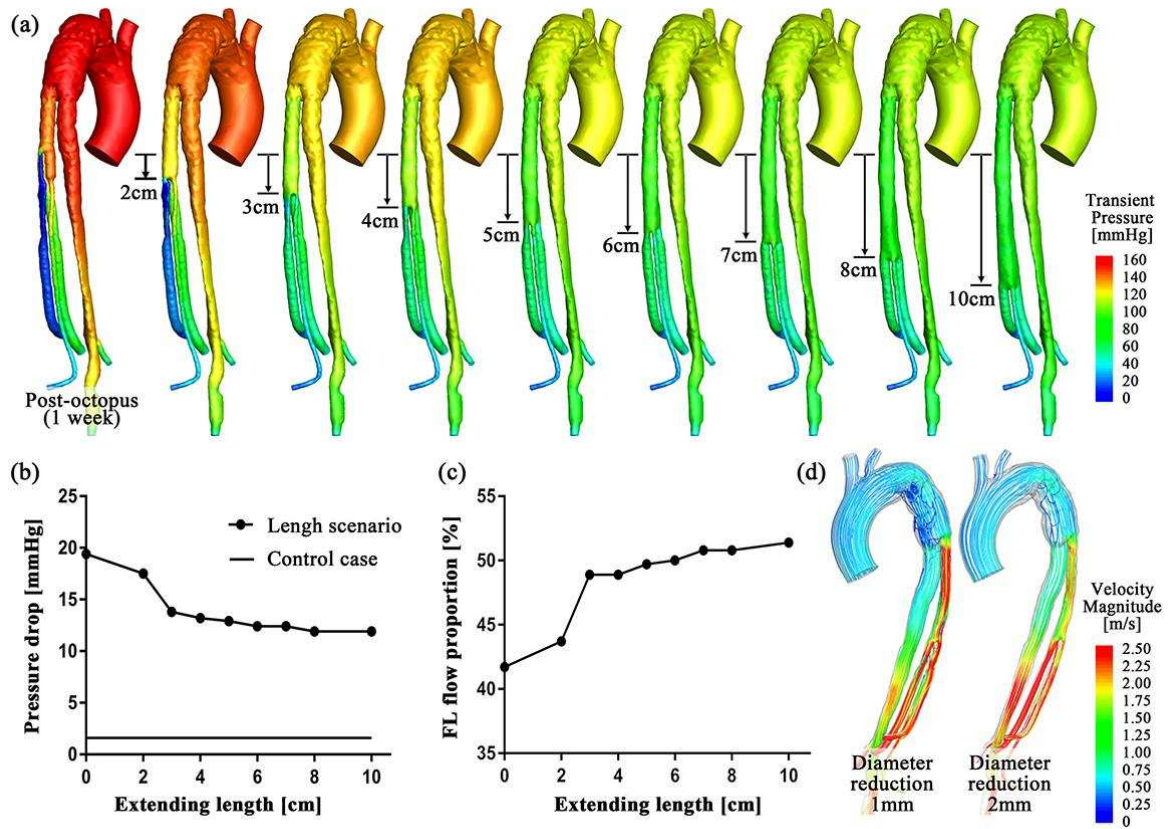 (a)
2cm
3cm
4cm
5cm
6cm
7cm
8cm
10cm
Post-octopus
(1 week)
Transient
Pressure
[mmHg]
160
140
120
100
80
60
40
20
0
(b)
Pressure drop [mmHg]
25
20
15
10
5
0
Lengh scenario
Control case
0 2 4 6 8 10
Extending length [cm]
(c)
FL flow proportion [%]
55
50
45
40
35
0 2 4 6 8 10
Extending length [cm]
(d)
Diameter
reduction
1mm
Diameter
reduction
2mm
Velocity
Magnitude
[m/s]
2.50
2.25
2.00
1.75
1.50
1.25
1.00
0.75
0.50
0.25
0